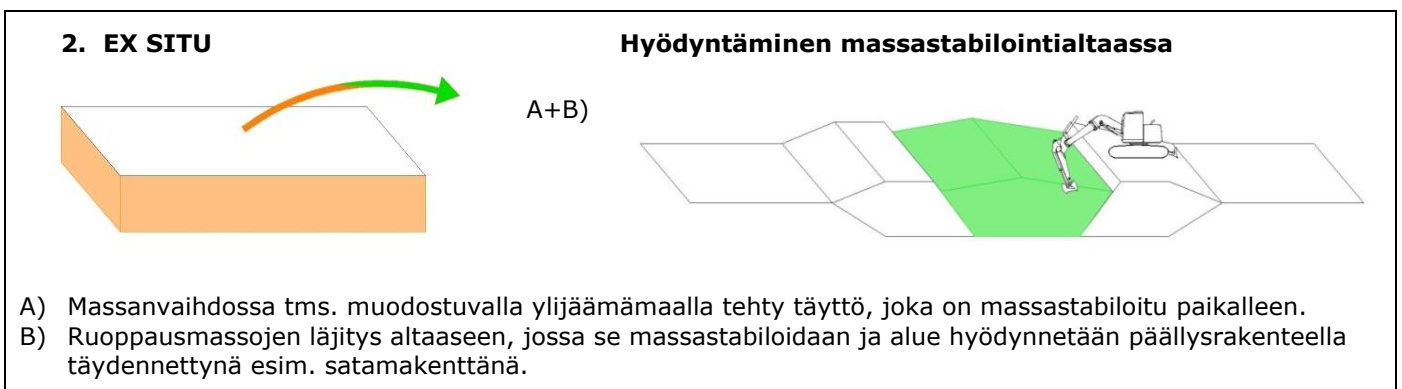 2. EX SITU
Hyödyntäminen massastabilointialtaassa
A+B)
A) Massanvaihdossa tms. muodostuvalla ylijäämämaalla tehty täyttö, joka on massastabiloitu paikalleen.
B) Ruoppausmassojen läjitys altaaseen, jossa se massastabiloidaan ja alue hyödynnetään päällysrakenteella
täydennettynä esim. satamakenttänä.